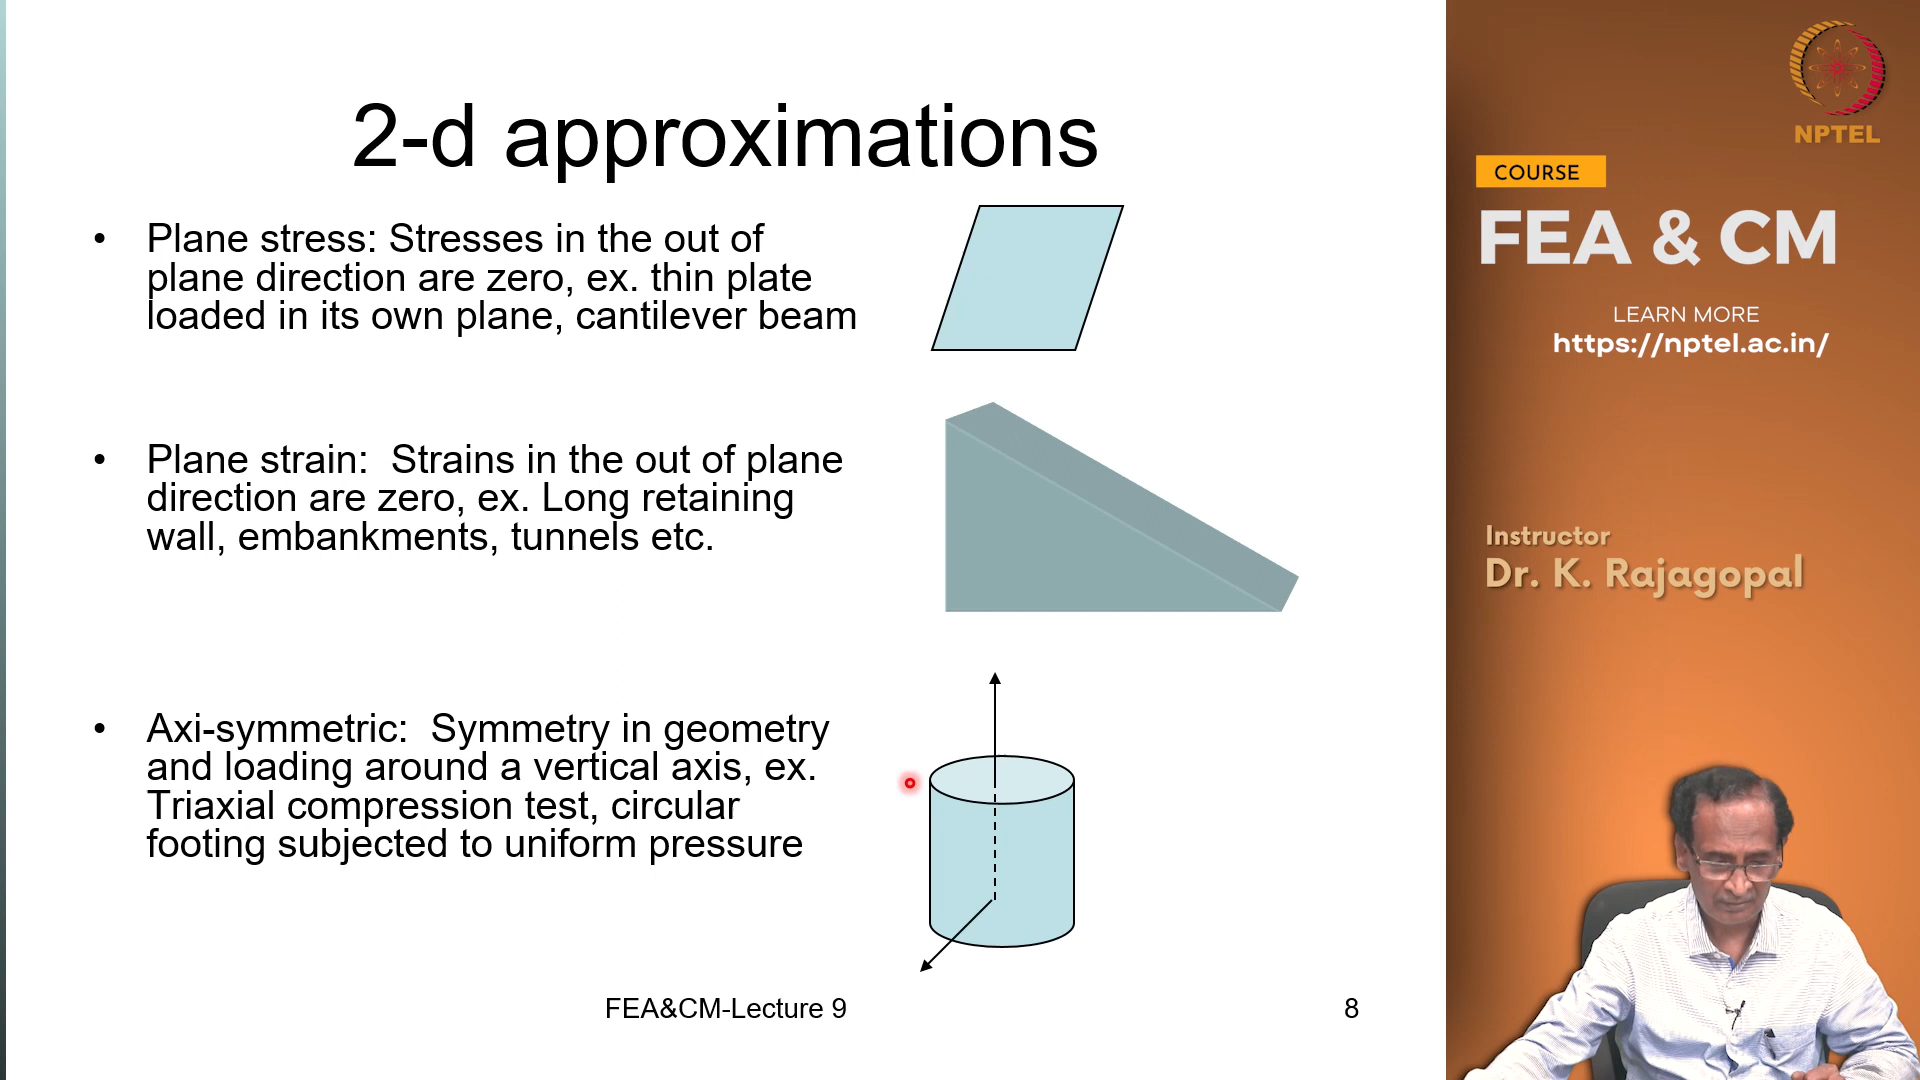 2-d approximations
• Plane stress: Stresses in the out of
plane direction are zero, ex. thin plate
loaded in its own plane, cantilever beam
• Plane strain:  Strains in the out of plane
direction are zero, ex. Long retaining
wall, embankments, tunnels etc.
• Axi-symmetric:  Symmetry in geometry
and loading around a vertical axis, ex.
Triaxial compression test, circular
footing subjected to uniform pressure
FEA&CM-Lecture 9
8
NPTEL
COURSE
FEA & CM
LEARN MORE
https://nptel.ac.in/
Instructor
Dr. K. Rajagopal